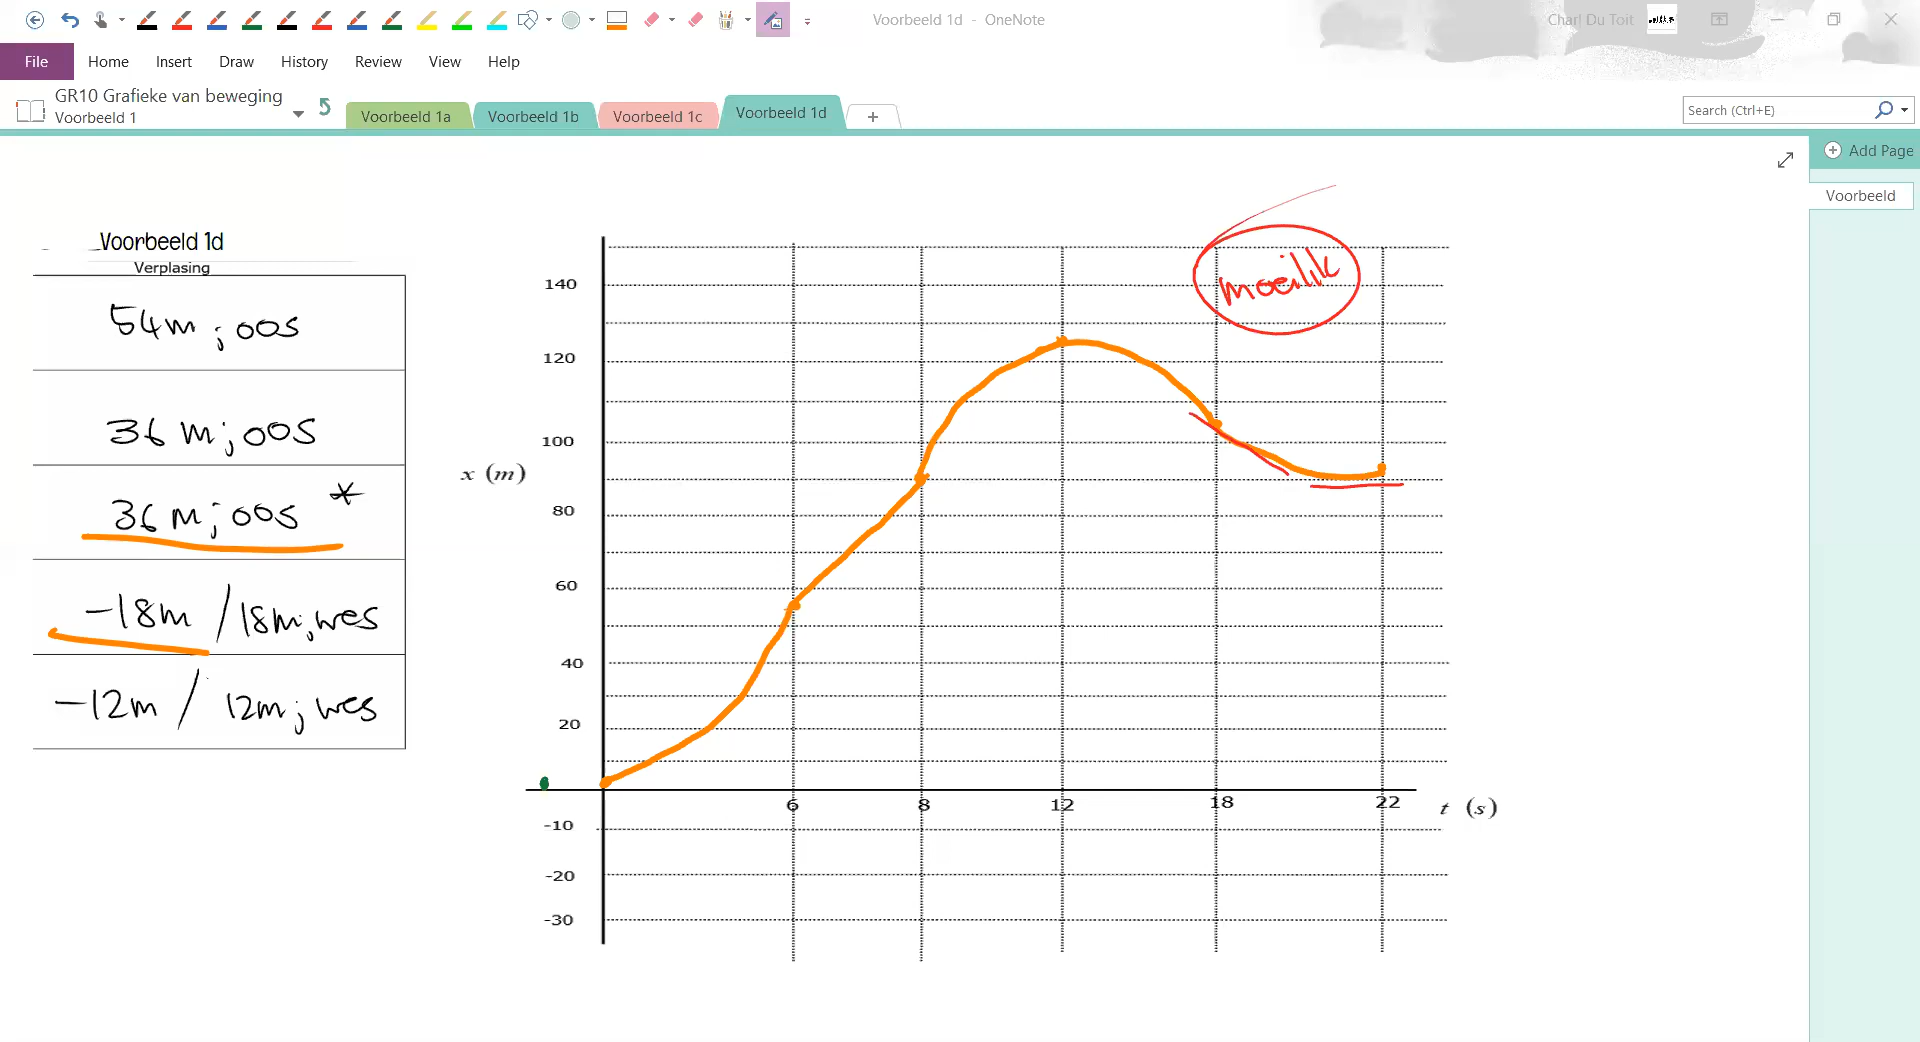 Voorbeeld 1d - OneNote
Charl Du Toit
File Home Insert Draw History Review View Help
GR10 Grafieke van beweging
Voorbeeld 1
Voorbeeld 1a Voorbeeld 1b Voorbeeld 1c Voorbeeld 1d
Search (Ctrl+E)
Add Page
Voorbeeld
Voorbeeld 1d
Verplasing
54m; oos
36m; oos
36m; oos *
-18m / 18m; wes
-12m / 12m; wes
moeilik
140
120
100
x (m)
80
60
40
20
6 8 12 18 22 t (s)
-10
-20
-30